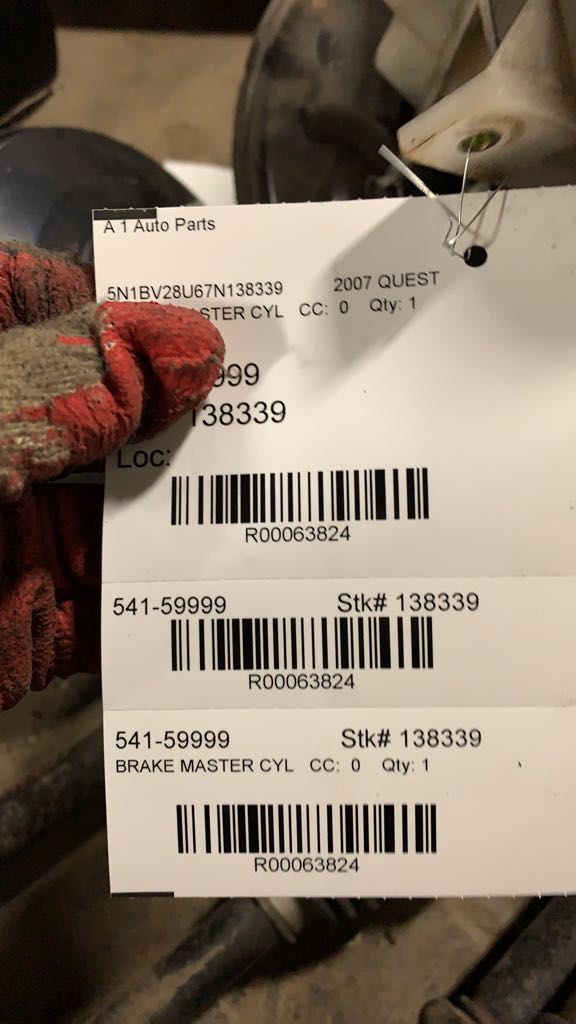 A 1 Auto Parts
5N1BV28U67N138339 2007 QUEST
STER CYL CC: 0 Qty: 1
999
138339
Loc:
R00063824
541-59999 Stk# 138339
R00063824
541-59999 Stk# 138339
BRAKE MASTER CYL CC: 0 Qty: 1
R00063824